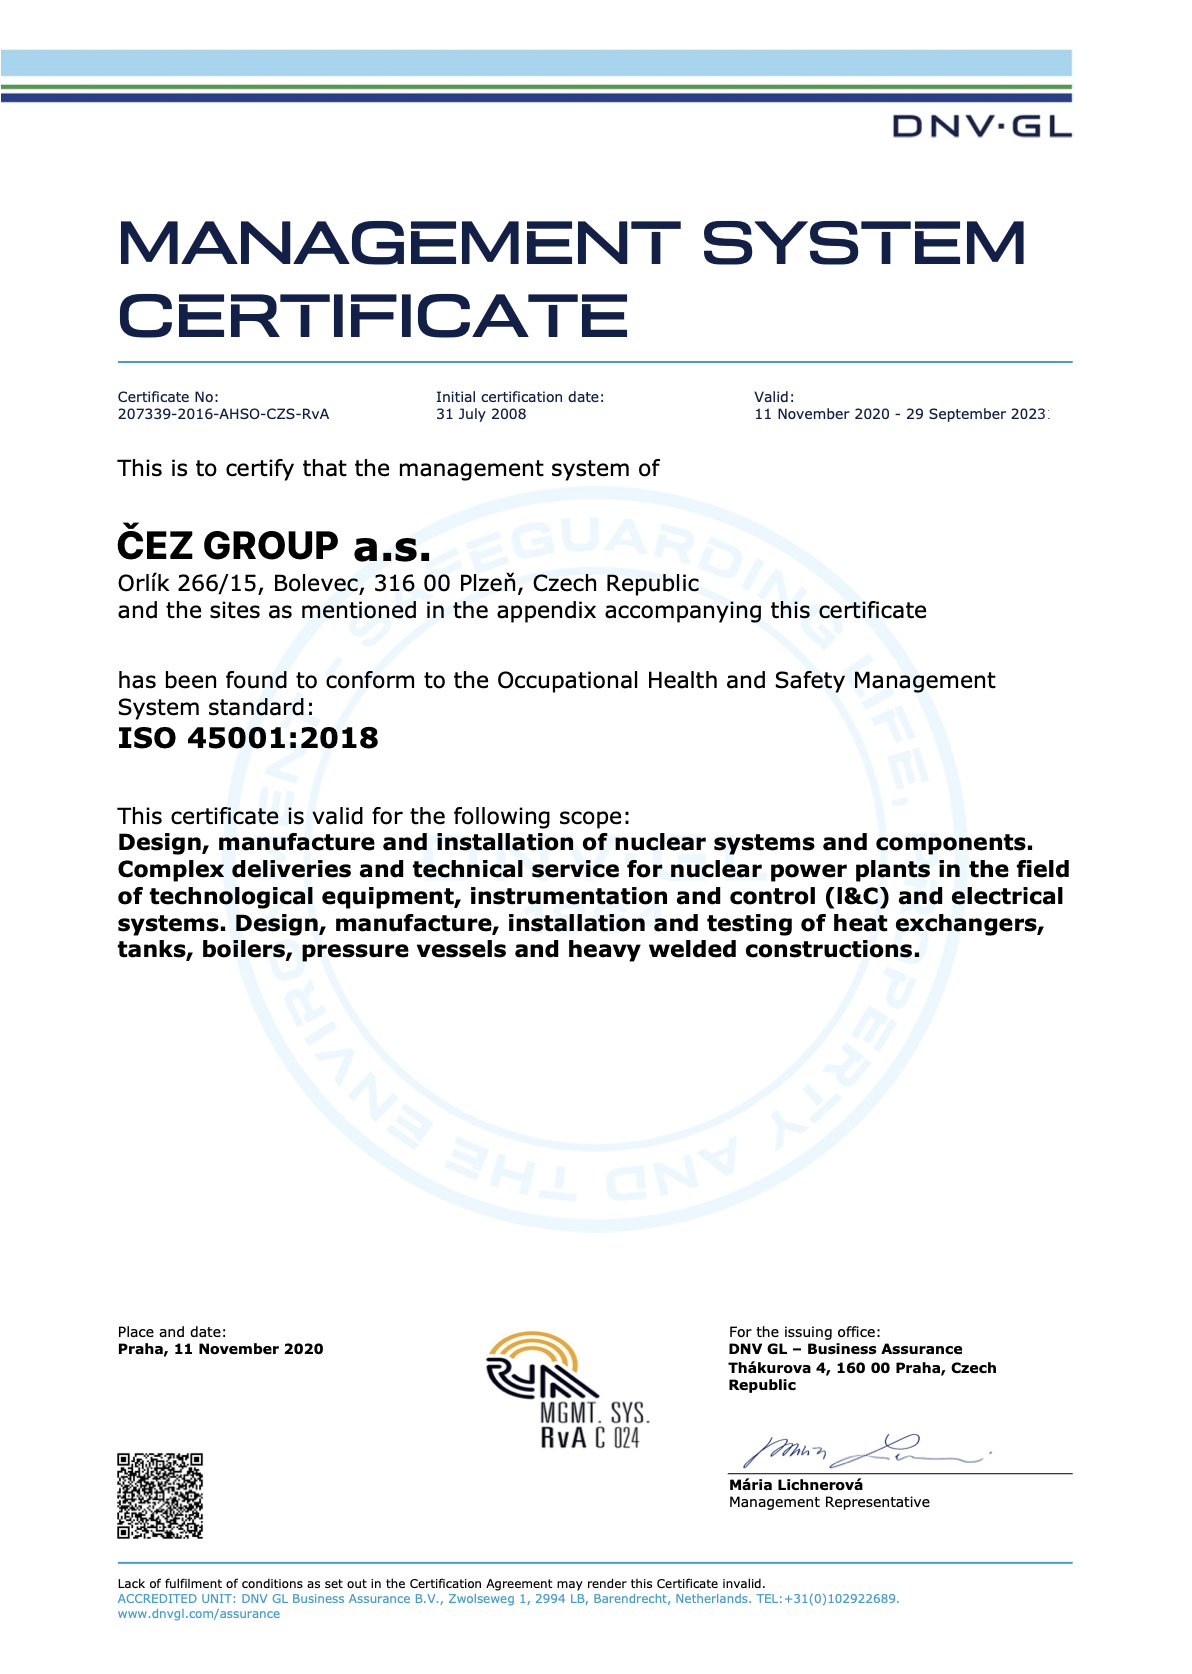 DNV·GL
MANAGEMENT SYSTEM
CERTIFICATE
Certificate No:
207339-2016-AHSO-CZS-RvA
Initial certification date:
31 July 2008
Valid:
11 November 2020 - 29 September 2023
This is to certify that the management system of
ČEZ GROUP a.s.
Orlík 266/15, Bolevec, 316 00 Plzeň, Czech Republic
and the sites as mentioned in the appendix accompanying this certificate
has been found to conform to the Occupational Health and Safety Management
System standard:
ISO 45001:2018
This certificate is valid for the following scope:
Design, manufacture and installation of nuclear systems and components.
Complex deliveries and technical service for nuclear power plants in the field
of technological equipment, instrumentation and control (l&C) and electrical
systems. Design, manufacture, installation and testing of heat exchangers,
tanks, boilers, pressure vessels and heavy welded constructions.
SAFEGUARDING LIFE, PROPERTY AND THE ENVIRONMENT
DNV·GL
Place and date:
Praha, 11 November 2020
RvA
MGMT. SYS.
RvA C 024
For the issuing office:
DNV GL – Business Assurance
Thákurova 4, 160 00 Praha, Czech
Republic
Mária Lichnerová
Management Representative
Lack of fulfilment of conditions as set out in the Certification Agreement may render this Certificate invalid.
ACCREDITED UNIT: DNV GL Business Assurance B.V., Zwolseweg 1, 2994 LB, Barendrecht, Netherlands. TEL:+31(0)102922689.
www.dnvgl.com/assurance